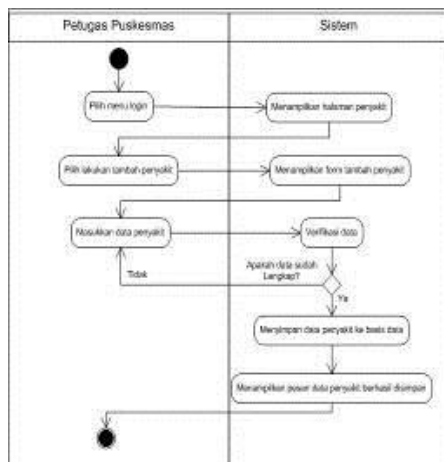 Petugas Puskesmas
Sistem
Pilih menu login
Menampilkan halaman penyakit
Pilih lakukan tambah penyakit
Menampilkan form tambah penyakit
Masukkan data penyakit
Verifikasi data
Apakah data sudah
Lengkap?
Tidak
Ya
Menyimpan data penyakit ke basis data
Menampilkan pesan data penyakit berhasil disimpan